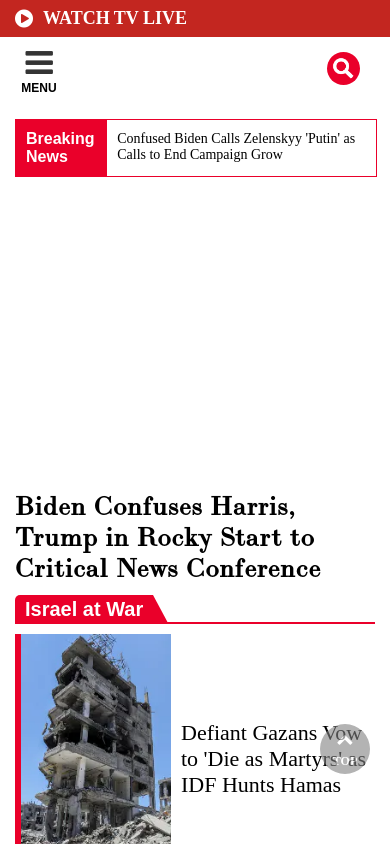 WATCH TV LIVE
MENU
Breaking
News
Confused Biden Calls Zelenskyy 'Putin' as
Calls to End Campaign Grow
Biden Confuses Harris,
Trump in Rocky Start to
Critical News Conference
Israel at War
Defiant Gazans Vow
to 'Die as Martyrs' as
IDF Hunts Hamas
TOP